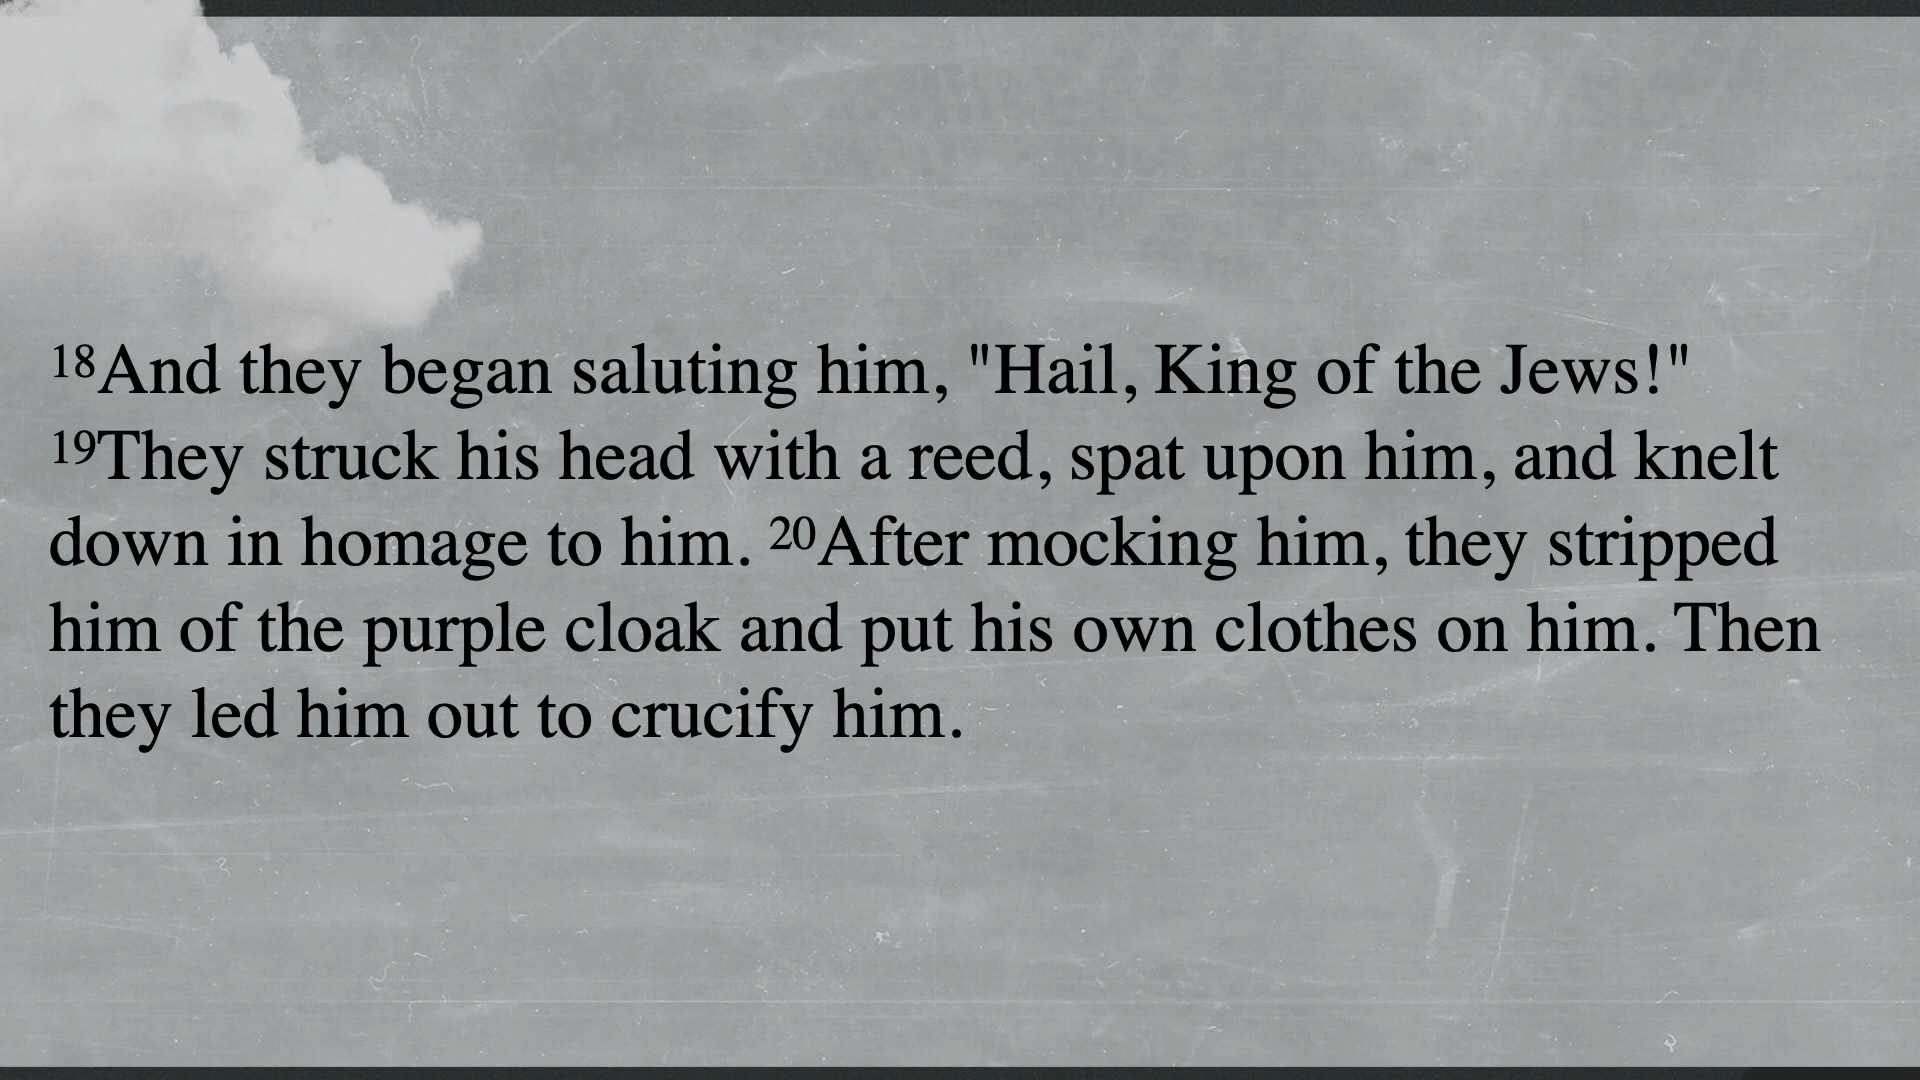 18And they began saluting him, "Hail, King of the Jews!"
19They struck his head with a reed, spat upon him, and knelt
down in homage to him. 20After mocking him, they stripped
him of the purple cloak and put his own clothes on him. Then
they led him out to crucify him.